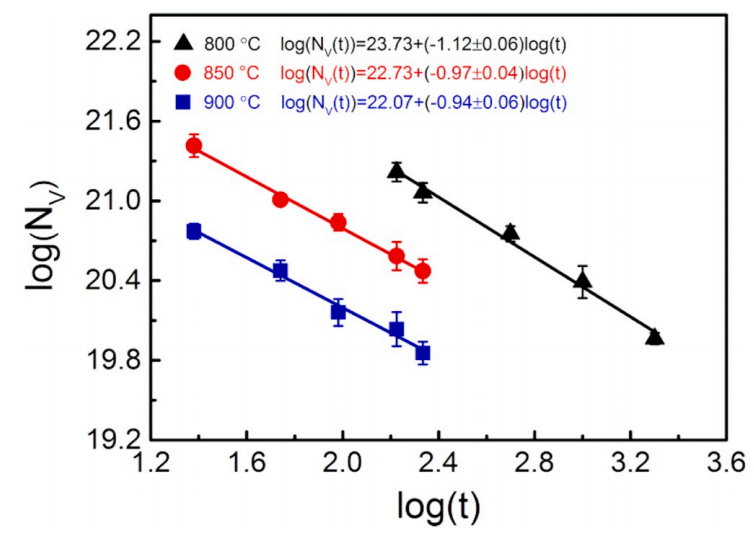 22.2
21.6
21.0
20.4
19.8
19.2
log(N_V)
800 °C log(N_V(t))=23.73+(-1.12±0.06)log(t)
850 °C log(N_V(t))=22.73+(-0.97±0.04)log(t)
900 °C log(N_V(t))=22.07+(-0.94±0.06)log(t)
1.2 1.6 2.0 2.4 2.8 3.2 3.6
log(t)